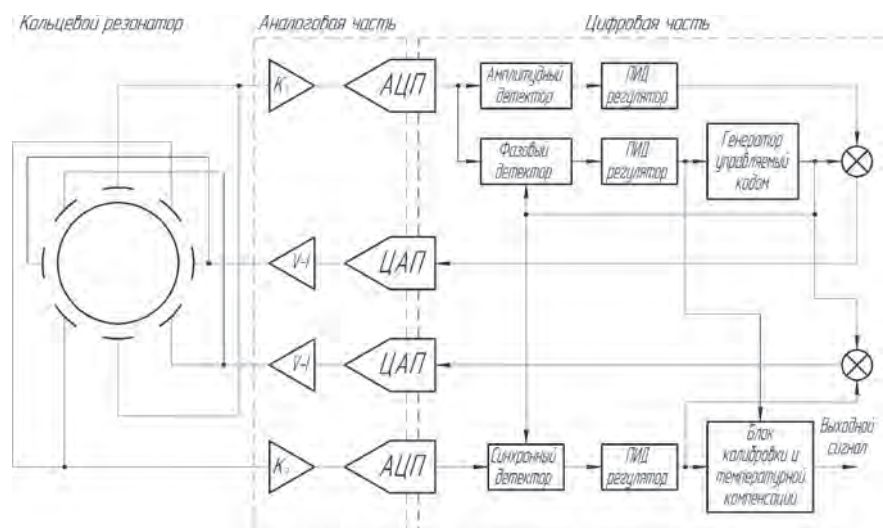 Кольцевой резонатор
Аналоговая часть
Цифровая часть
K₁
АЦП
Амплитудный
детектор
ПИД
регулятор
Фазовый
детектор
ПИД
регулятор
Генератор
управляемый
кодом
V-I
ЦАП
V-I
ЦАП
K₂
АЦП
Синхронный
детектор
ПИД
регулятор
Блок
калибровки и
температурной
компенсации
Выходной
сигнал